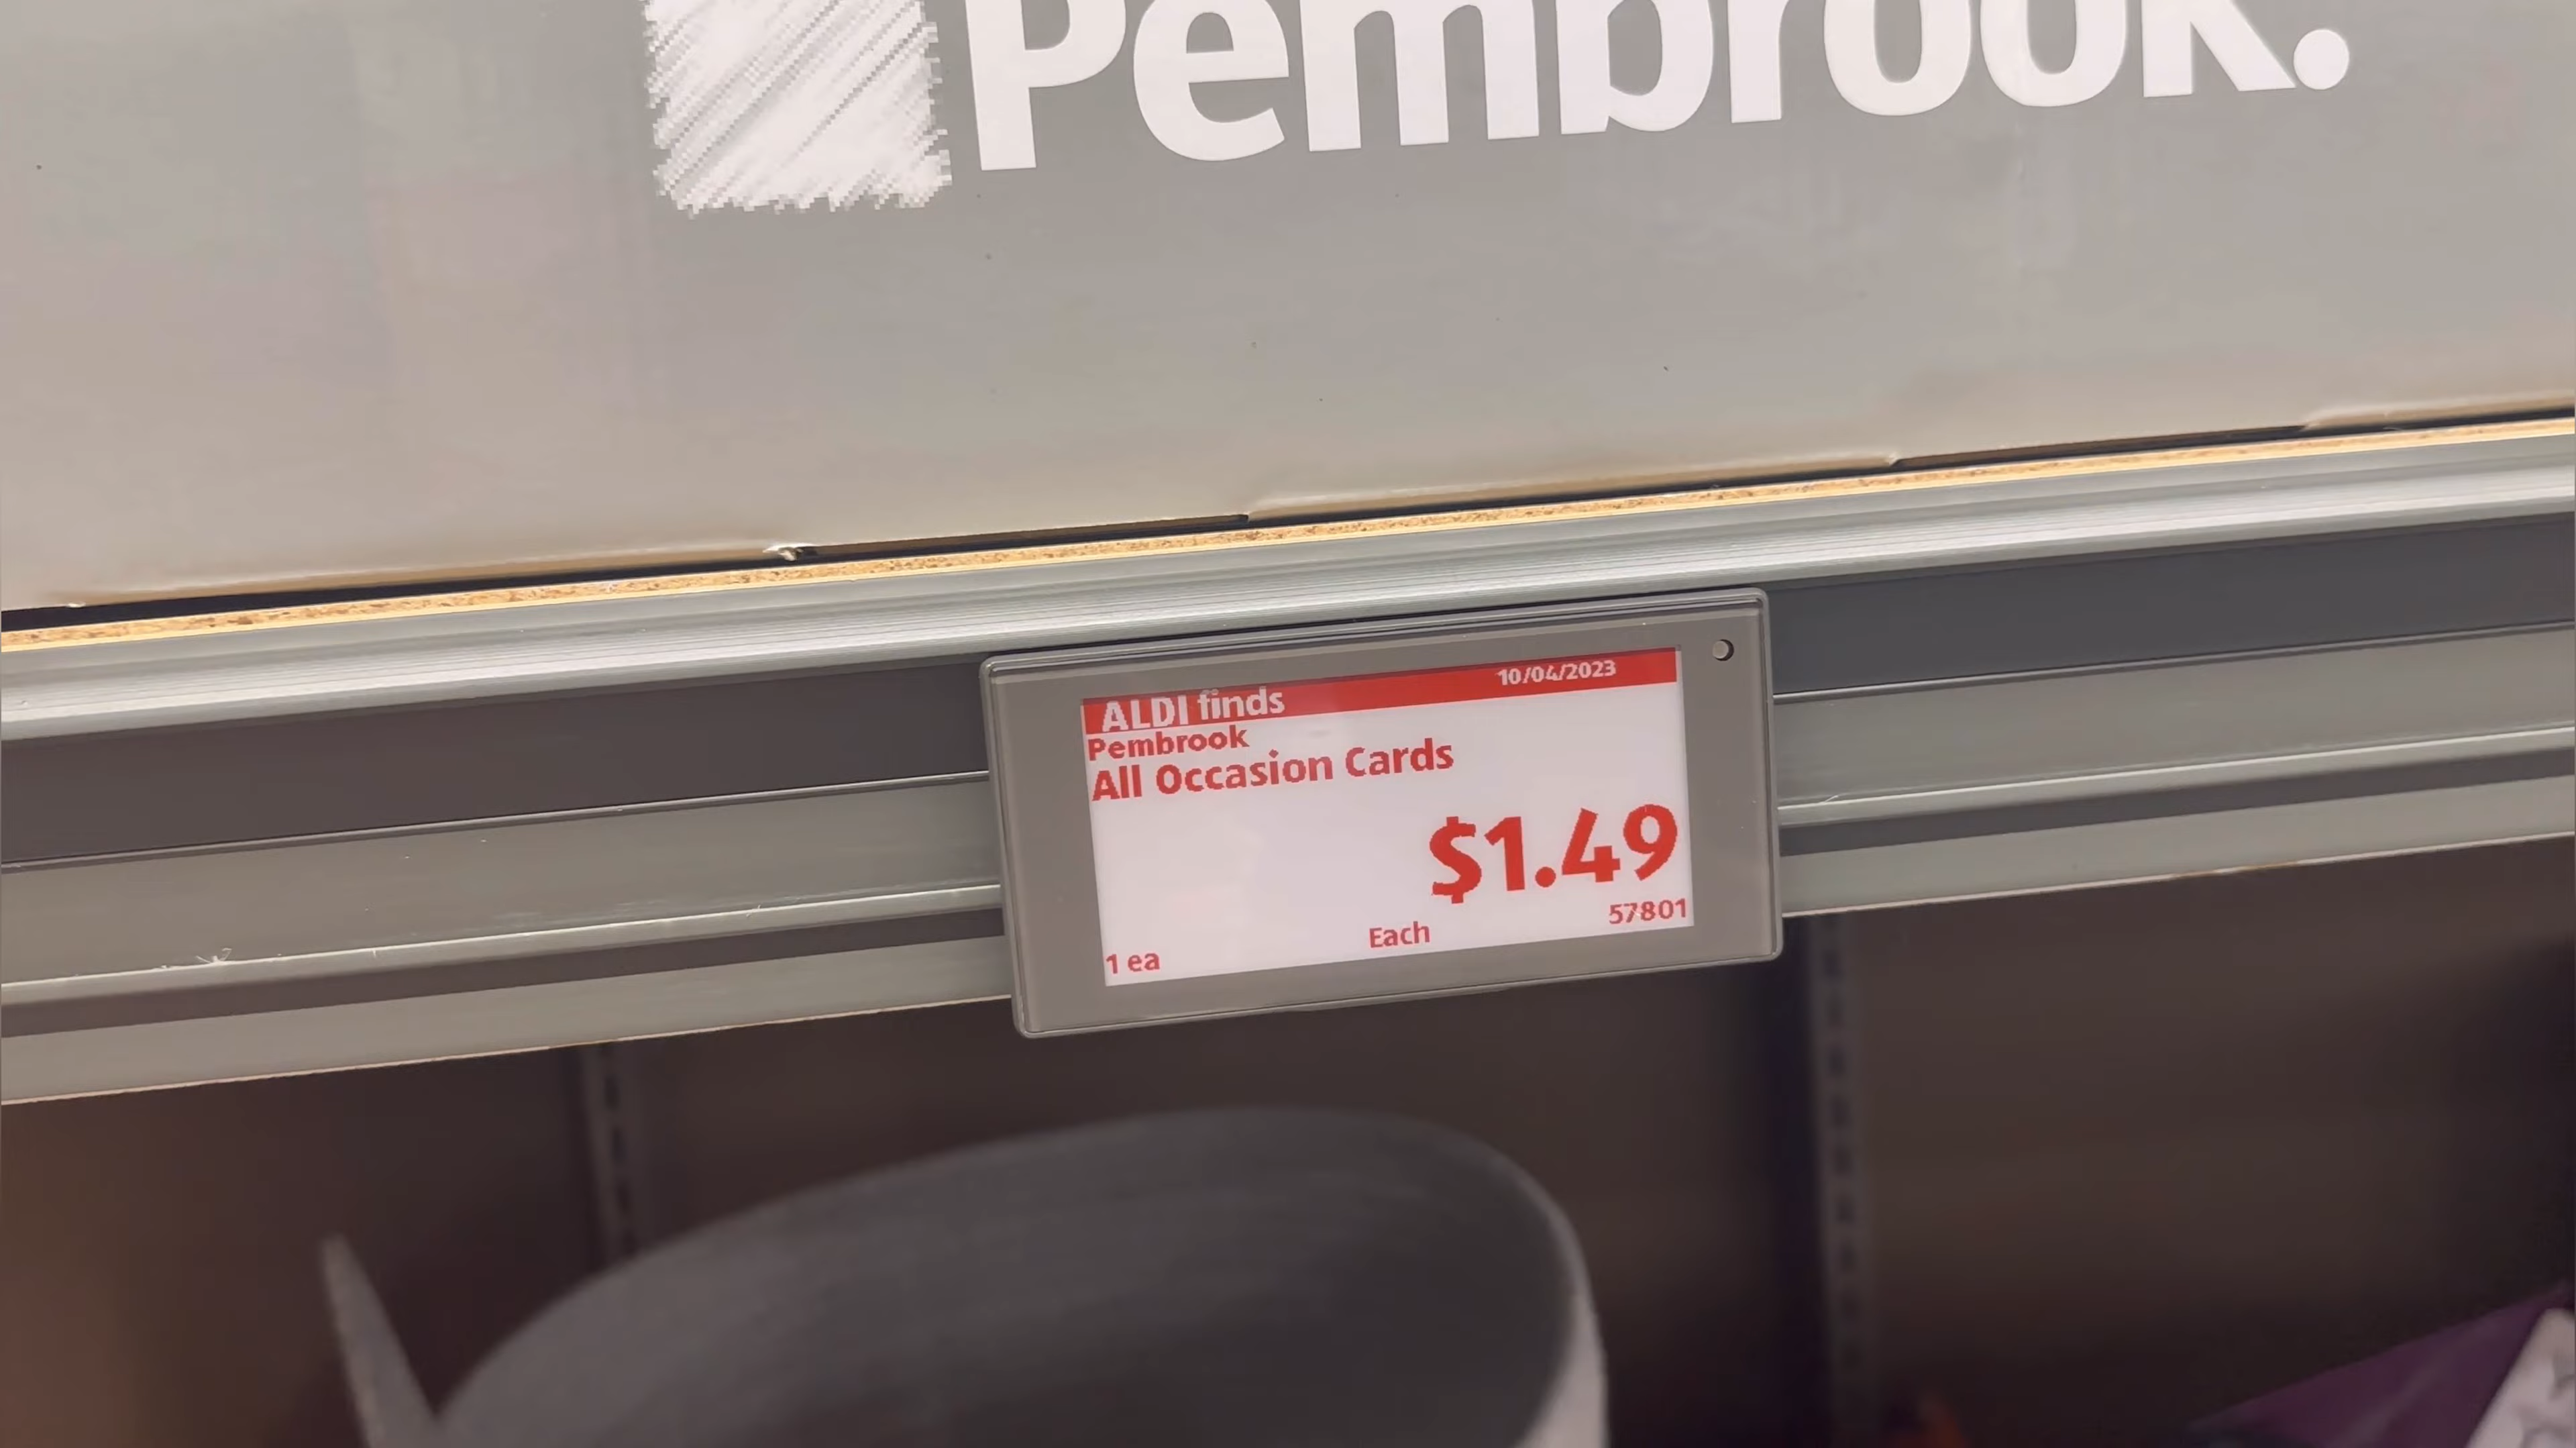 Pembrook.
ALDI finds 10/04/2023
Pembrook
All Occasion Cards
$1.49
57801
1 ea Each